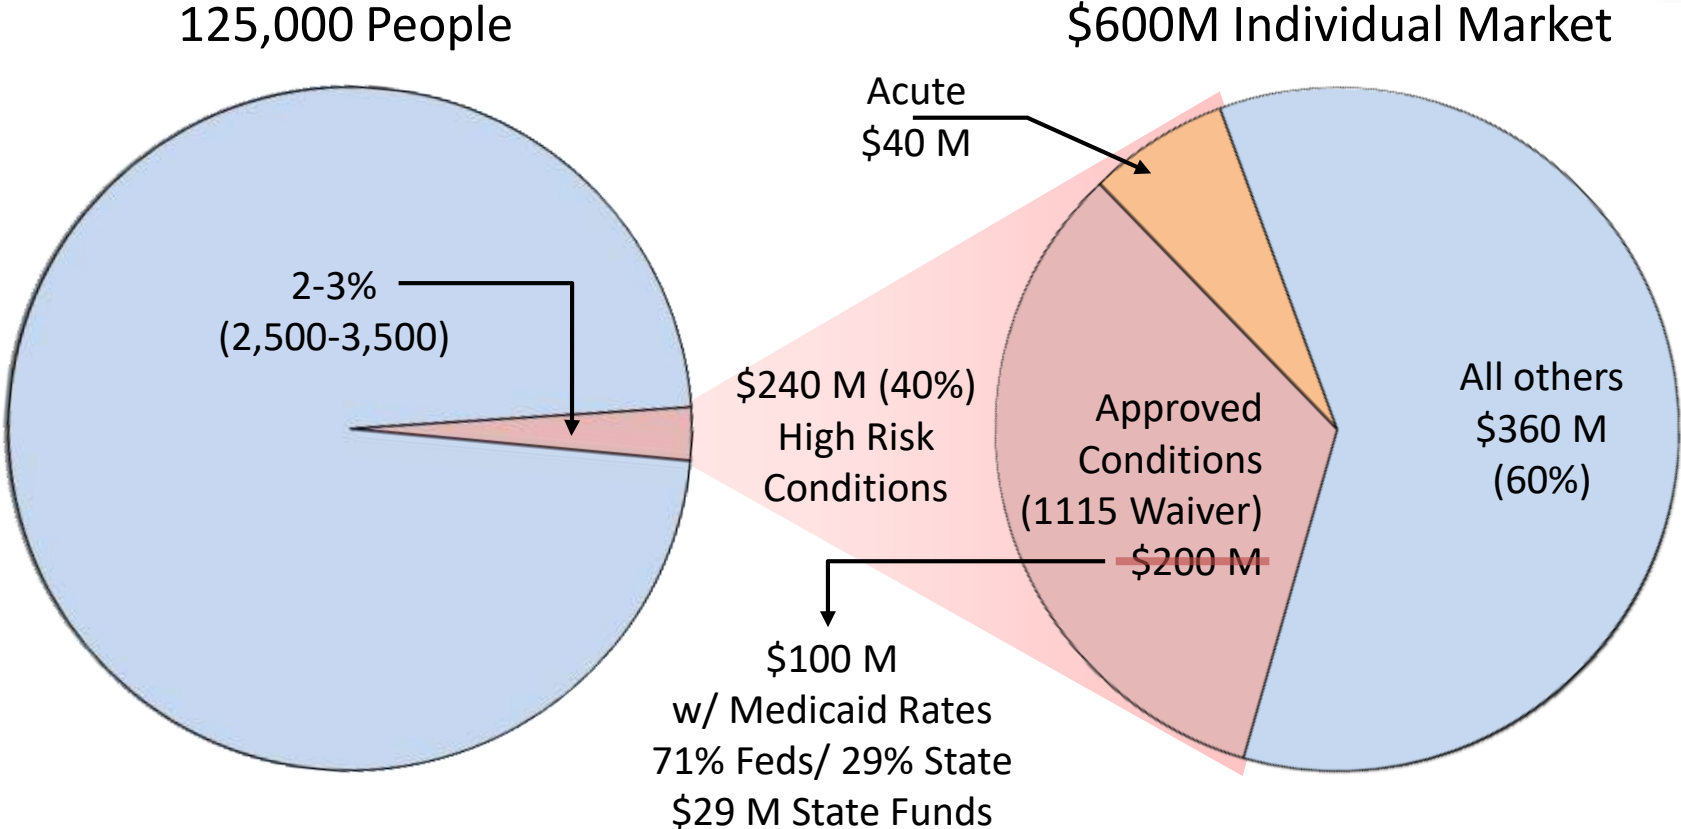 125,000 People
$600M Individual Market
Acute
$40 M
2-3%
(2,500-3,500)
$240 M (40%)
High Risk
Conditions
Approved
Conditions
(1115 Waiver)
$200 M
All others
$360 M
(60%)
$100 M
w/ Medicaid Rates
71% Feds/ 29% State
$29 M State Funds